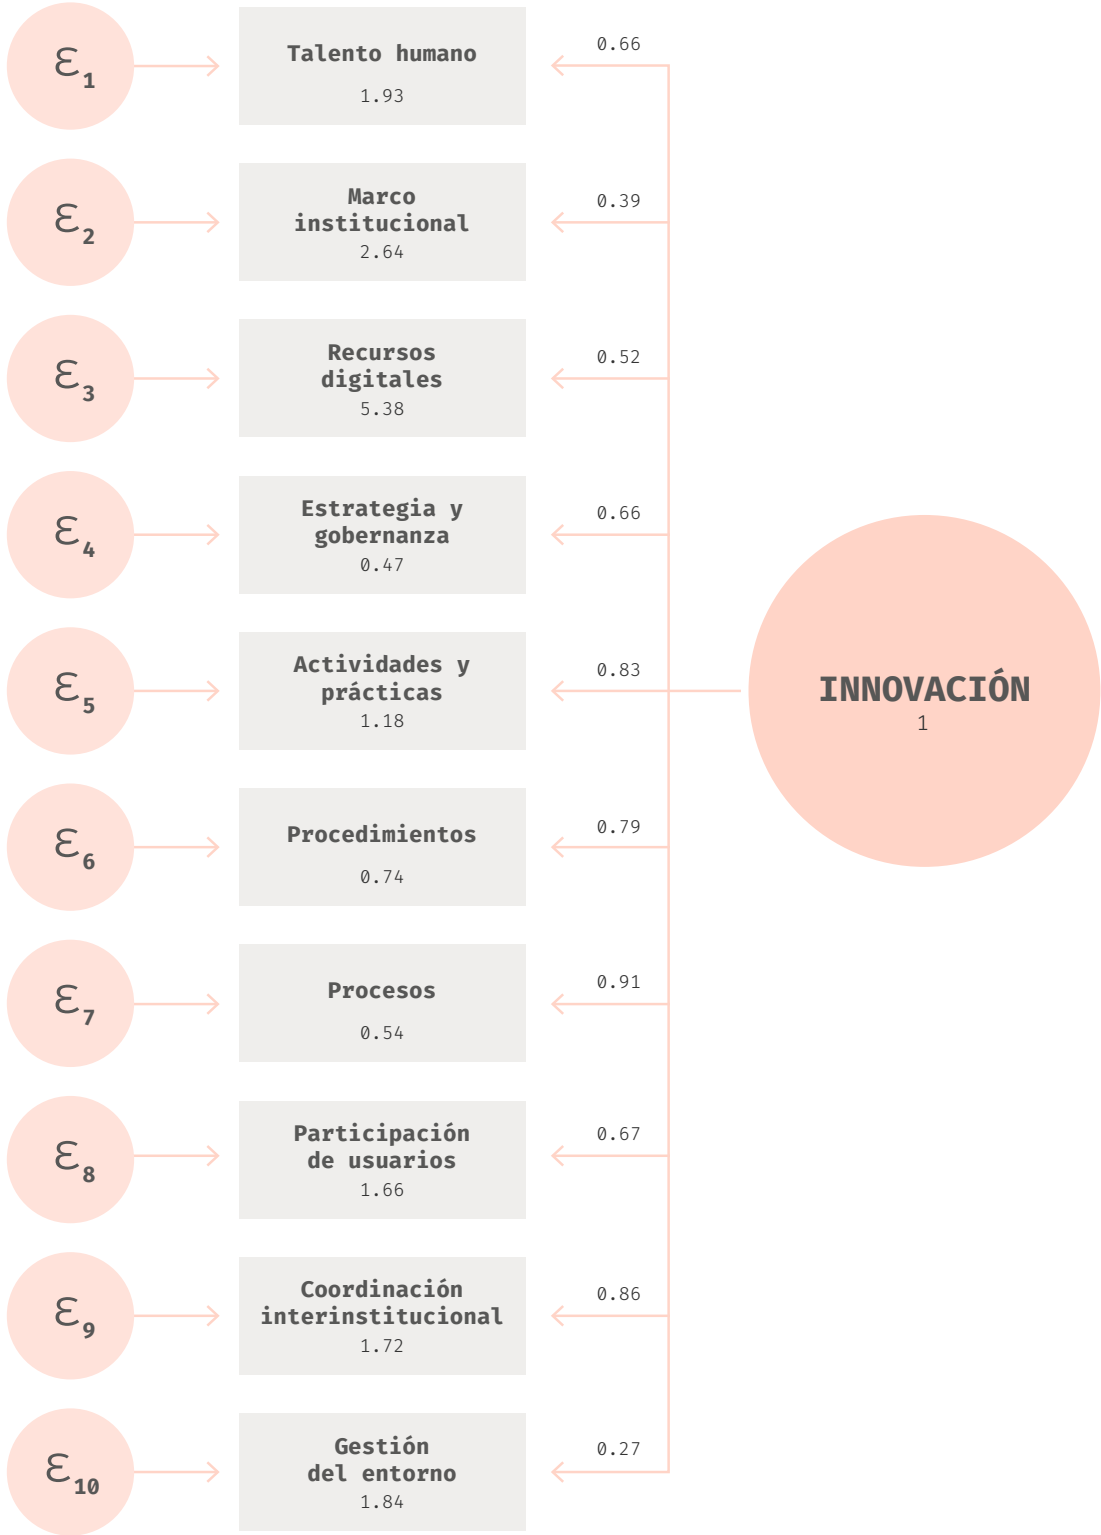 ε1
Talento humano
1.93
0.66
ε2
Marco
institucional
2.64
0.39
ε3
Recursos
digitales
5.38
0.52
ε4
Estrategia y
gobernanza
0.47
0.66
ε5
Actividades y
prácticas
1.18
0.83
INNOVACIÓN
1
ε6
Procedimientos
0.74
0.79
ε7
Procesos
0.54
0.91
ε8
Participación
de usuarios
1.66
0.67
ε9
Coordinación
interinstitucional
1.72
0.86
ε10
Gestión
del entorno
1.84
0.27